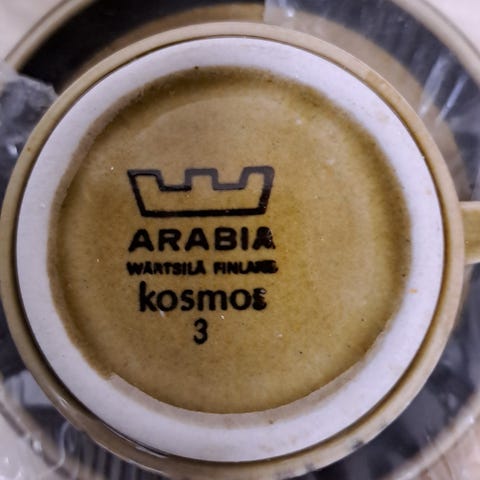 ARABIA
WÄRTSILÄ FINLAND
kosmos
3